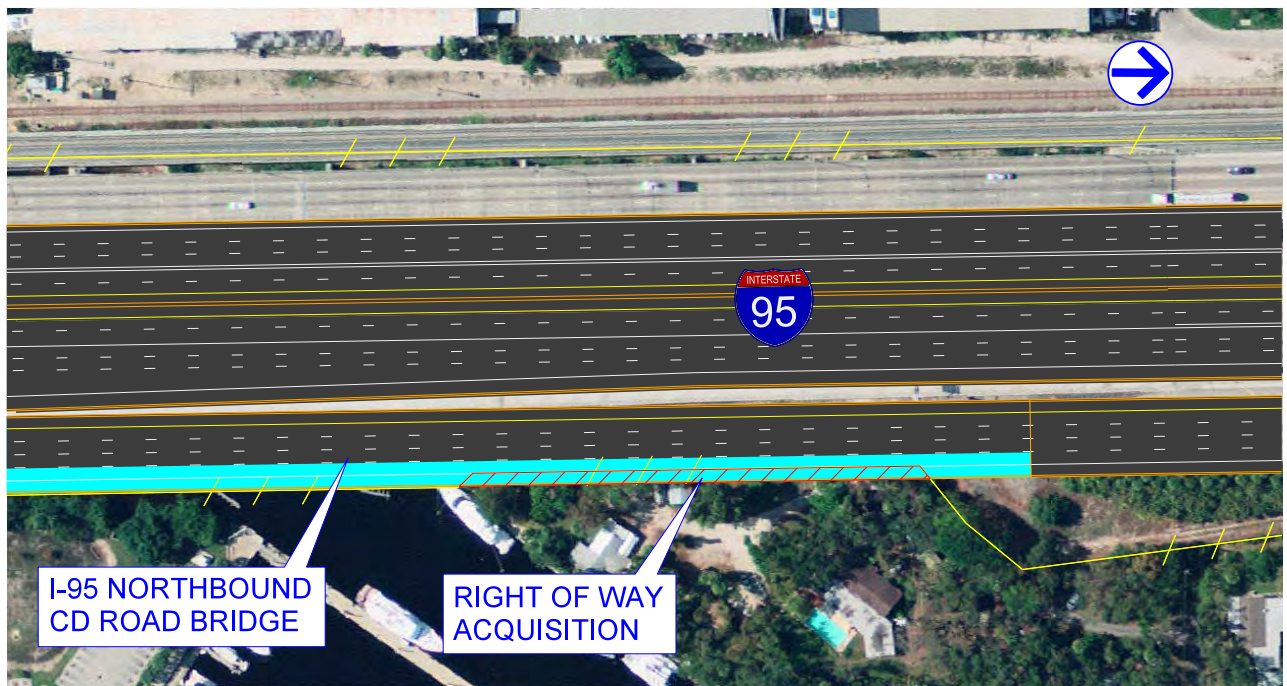 INTERSTATE
95
I-95 NORTHBOUND
CD ROAD BRIDGE
RIGHT OF WAY
ACQUISITION